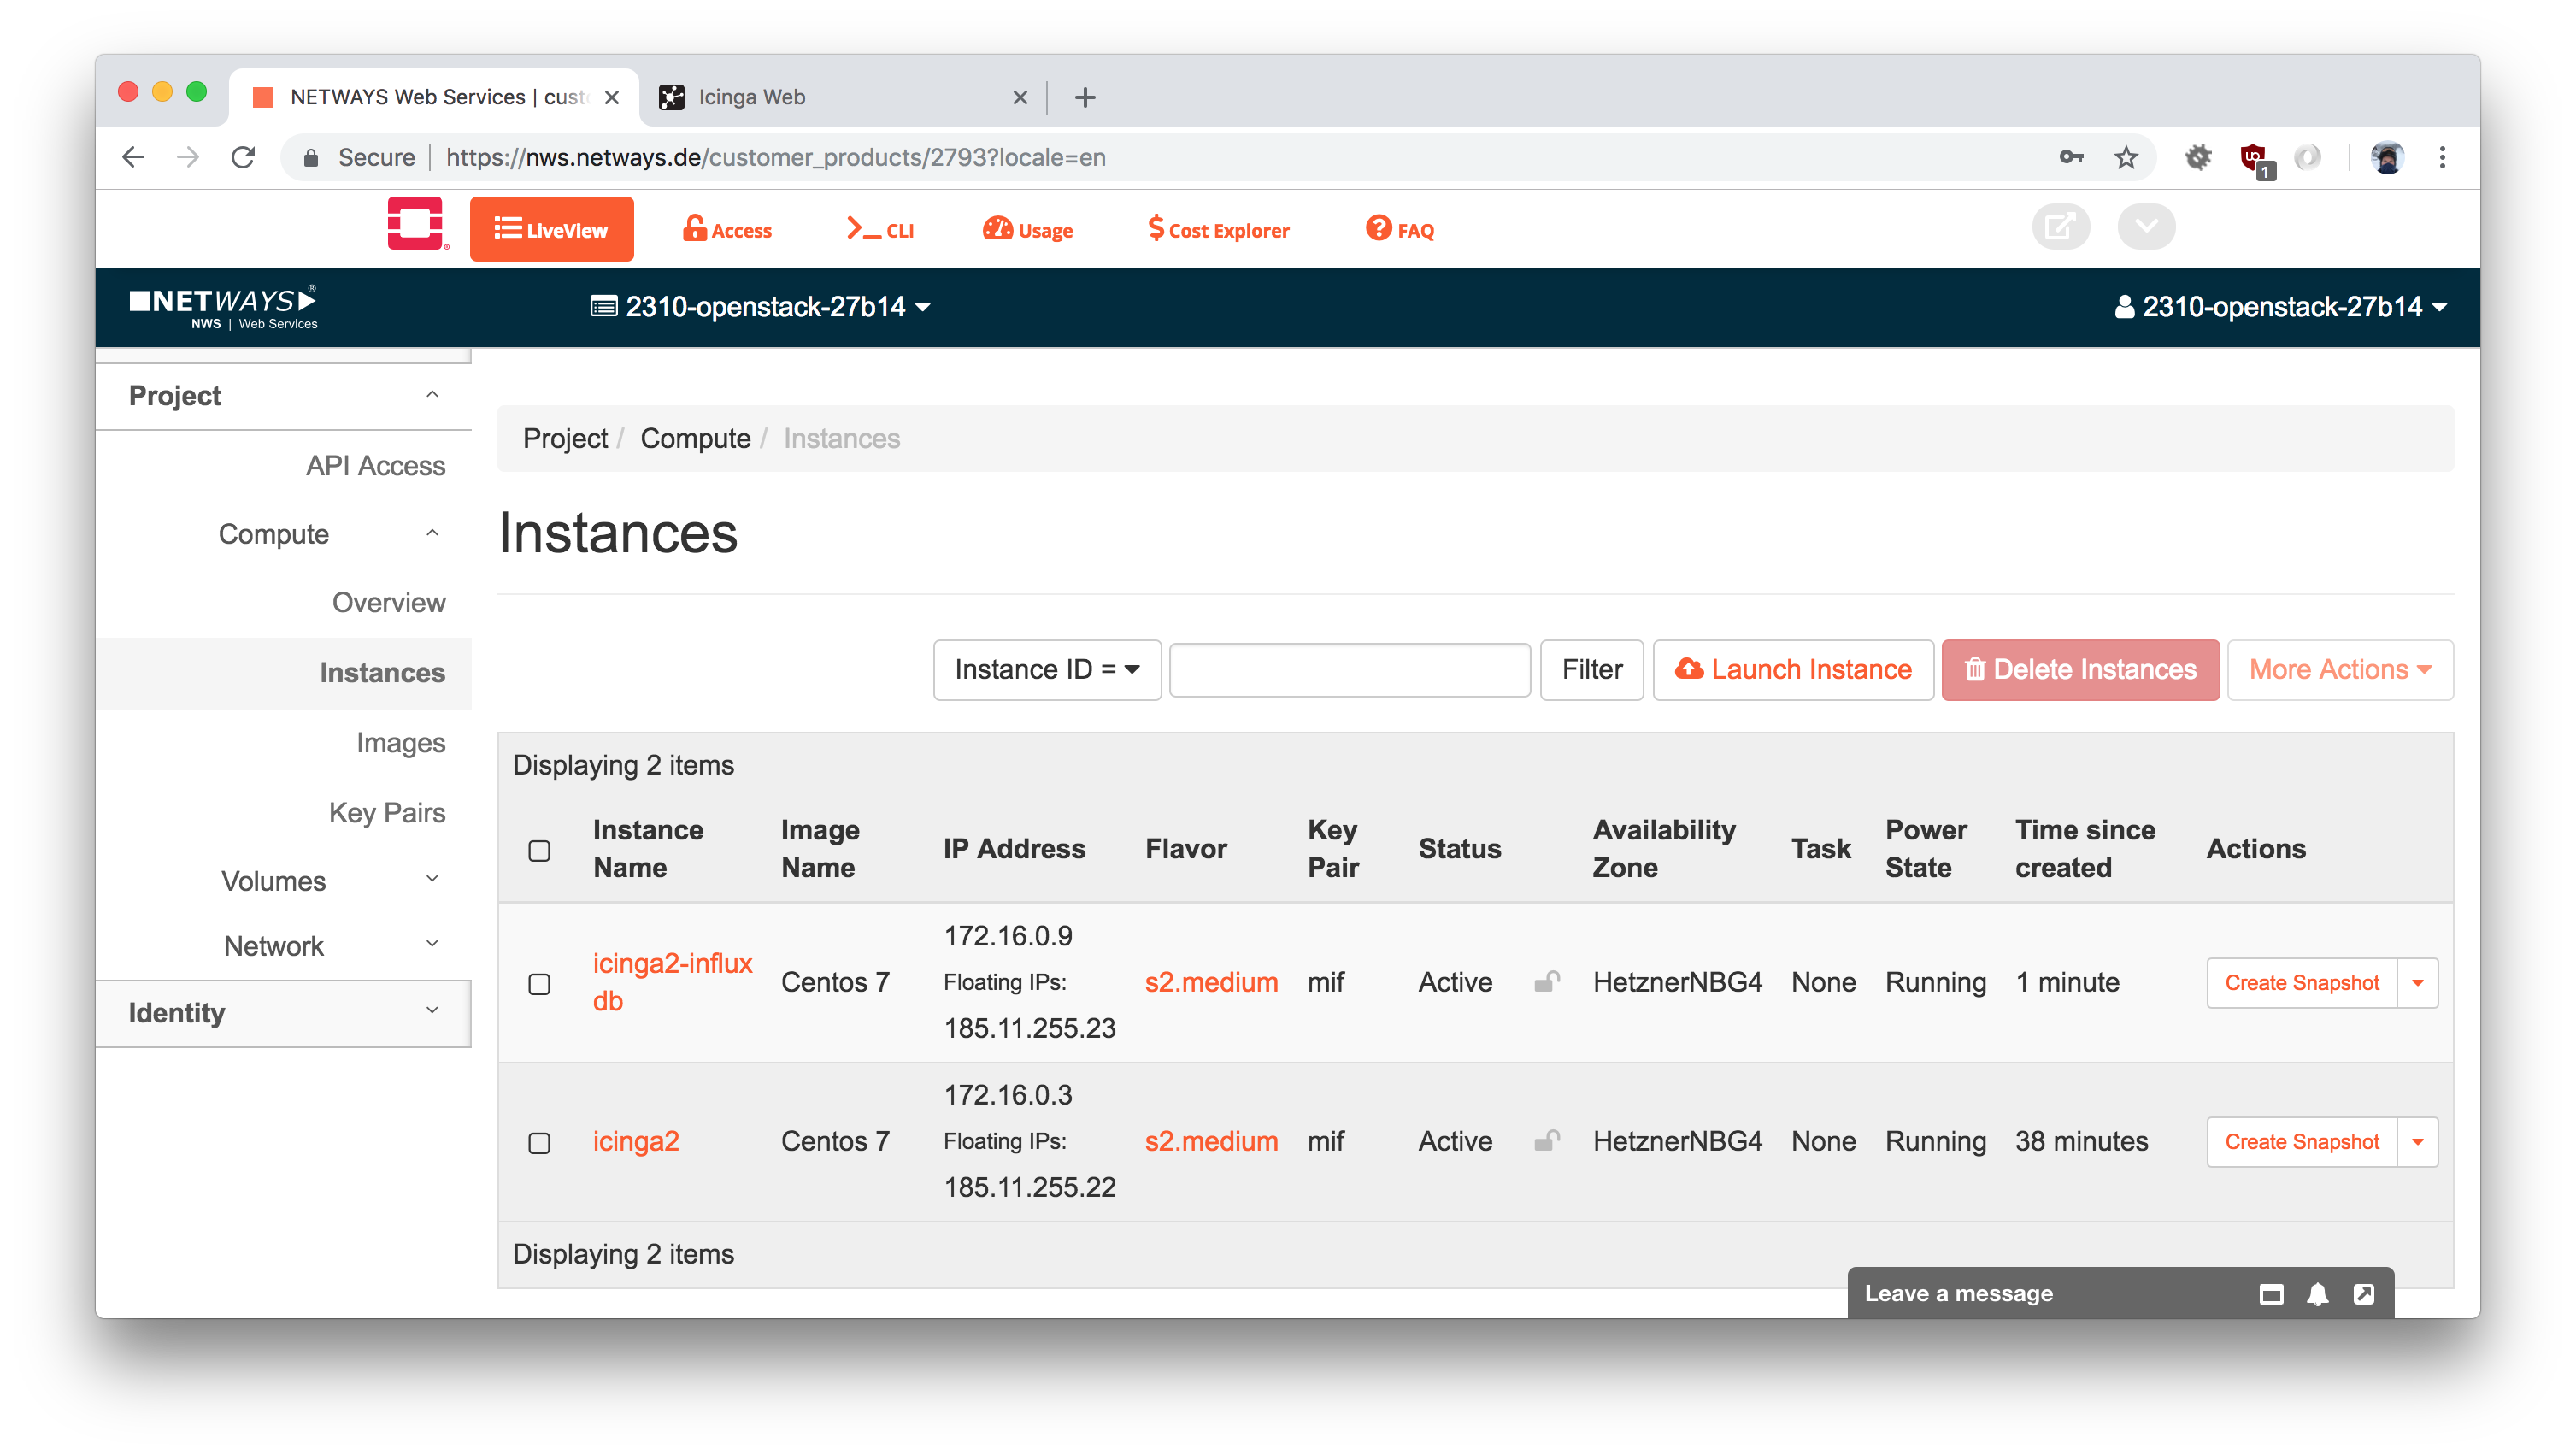 NETWAYS Web Services | cust
Icinga Web
Secure
https://nws.netways.de/customer_products/2793?locale=en
1
LiveView
Access
CLI
Usage
Cost Explorer
FAQ
NETWAYS®
NWS | Web Services
2310-openstack-27b14
2310-openstack-27b14
Project
API Access
Compute
Overview
Instances
Images
Key Pairs
Volumes
Network
Identity
Project / Compute / Instances
Instances
Instance ID =
Filter
Launch Instance
Delete Instances
More Actions
Displaying 2 items
Instance Name
Image Name
IP Address
Flavor
Key Pair
Status
Availability Zone
Task
Power State
Time since created
Actions
icinga2-influx
db
Centos 7
172.16.0.9
Floating IPs:
185.11.255.23
s2.medium
mif
Active
HetznerNBG4
None
Running
1 minute
Create Snapshot
icinga2
Centos 7
172.16.0.3
Floating IPs:
185.11.255.22
s2.medium
mif
Active
HetznerNBG4
None
Running
38 minutes
Create Snapshot
Displaying 2 items
Leave a message